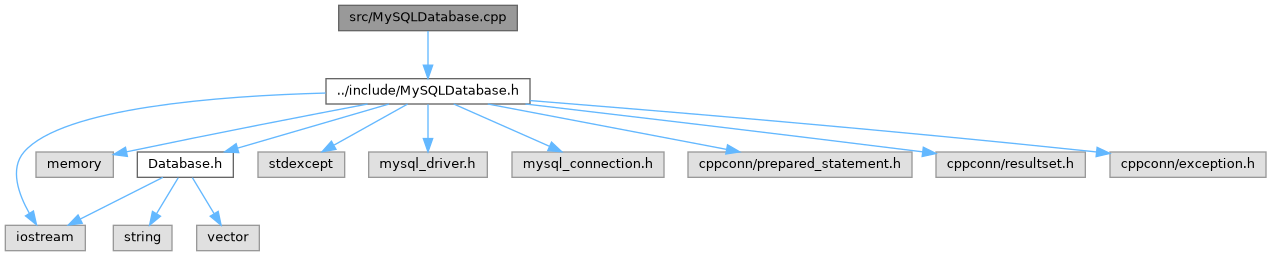 src/MySQLDatabase.cpp
../include/MySQLDatabase.h
memory
Database.h
stdexcept
mysql_driver.h
mysql_connection.h
cppconn/prepared_statement.h
cppconn/resultset.h
cppconn/exception.h
iostream
string
vector